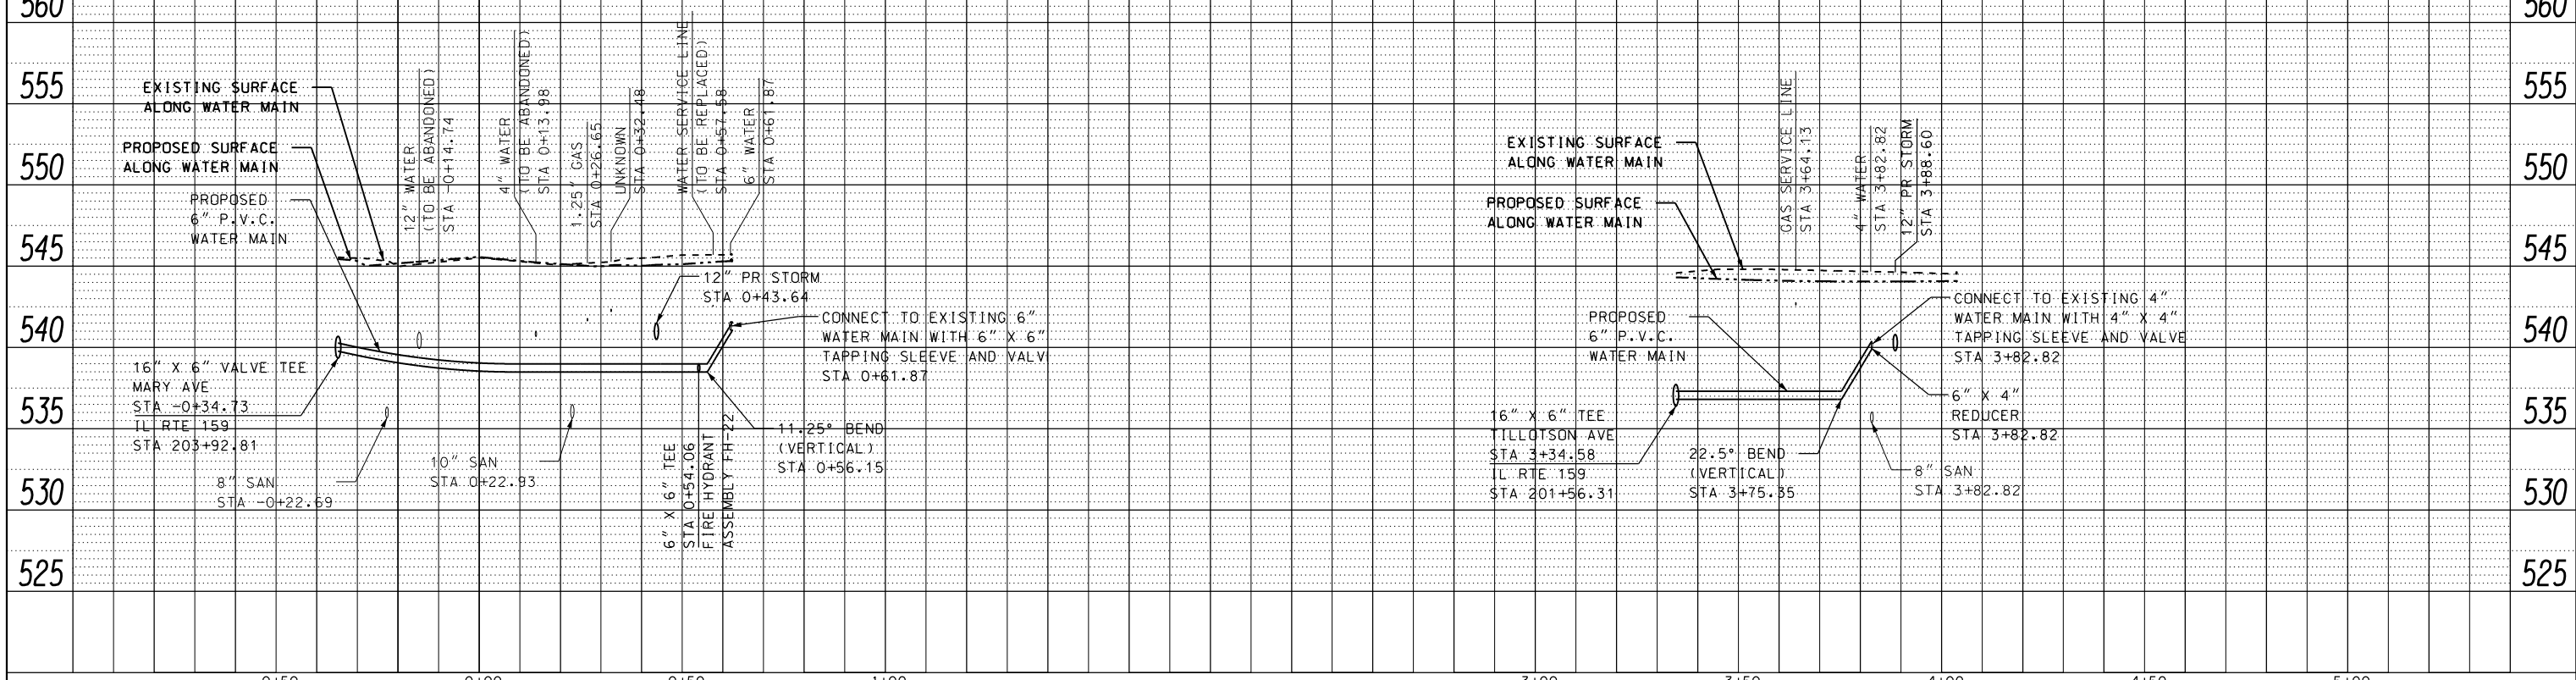 560
560
555
555
550
550
545
545
540
540
535
535
530
530
525
525
EXISTING SURFACE
ALONG WATER MAIN
PROPOSED SURFACE
ALONG WATER MAIN
PROPOSED
6" P.V.C.
WATER MAIN
12" WATER
(TO BE ABANDONED)
STA -0+14.74
4" WATER
(TO BE ABANDONED)
STA 0+13.98
1.25" GAS
STA 0+26.65
UNKNOWN
STA 0+32.48
WATER SERVICE LINE
(TO BE REPLACED)
STA 0+57.58
6" WATER
STA 0+61.87
12" PR STORM
STA 0+43.64
CONNECT TO EXISTING 6"
WATER MAIN WITH 6" X 6"
TAPPING SLEEVE AND VALV
STA 0+61.87
16" X 6" VALVE TEE
MARY AVE
STA -0+34.73
IL RTE 159
STA 203+92.81
8" SAN
STA -0+22.69
10" SAN
STA 0+22.93
6" X 6" TEE
STA 0+54.06
FIRE HYDRANT
ASSEMBLY FH-22
11.25° BEND
(VERTICAL)
STA 0+56.15
EXISTING SURFACE
ALONG WATER MAIN
PROPOSED SURFACE
ALONG WATER MAIN
GAS SERVICE LINE
STA 3+64.13
4" WATER
STA 3+82.82
12" PR STORM
STA 3+88.60
PROPOSED
6" P.V.C.
WATER MAIN
CONNECT TO EXISTING 4"
WATER MAIN WITH 4" X 4"
TAPPING SLEEVE AND VALVE
STA 3+82.82
6" X 4"
REDUCER
STA 3+82.82
16" X 6" TEE
TILLOTSON AVE
STA 3+34.58
IL RTE 159
STA 201+56.31
22.5° BEND
(VERTICAL)
STA 3+75.35
8" SAN
STA 3+82.82